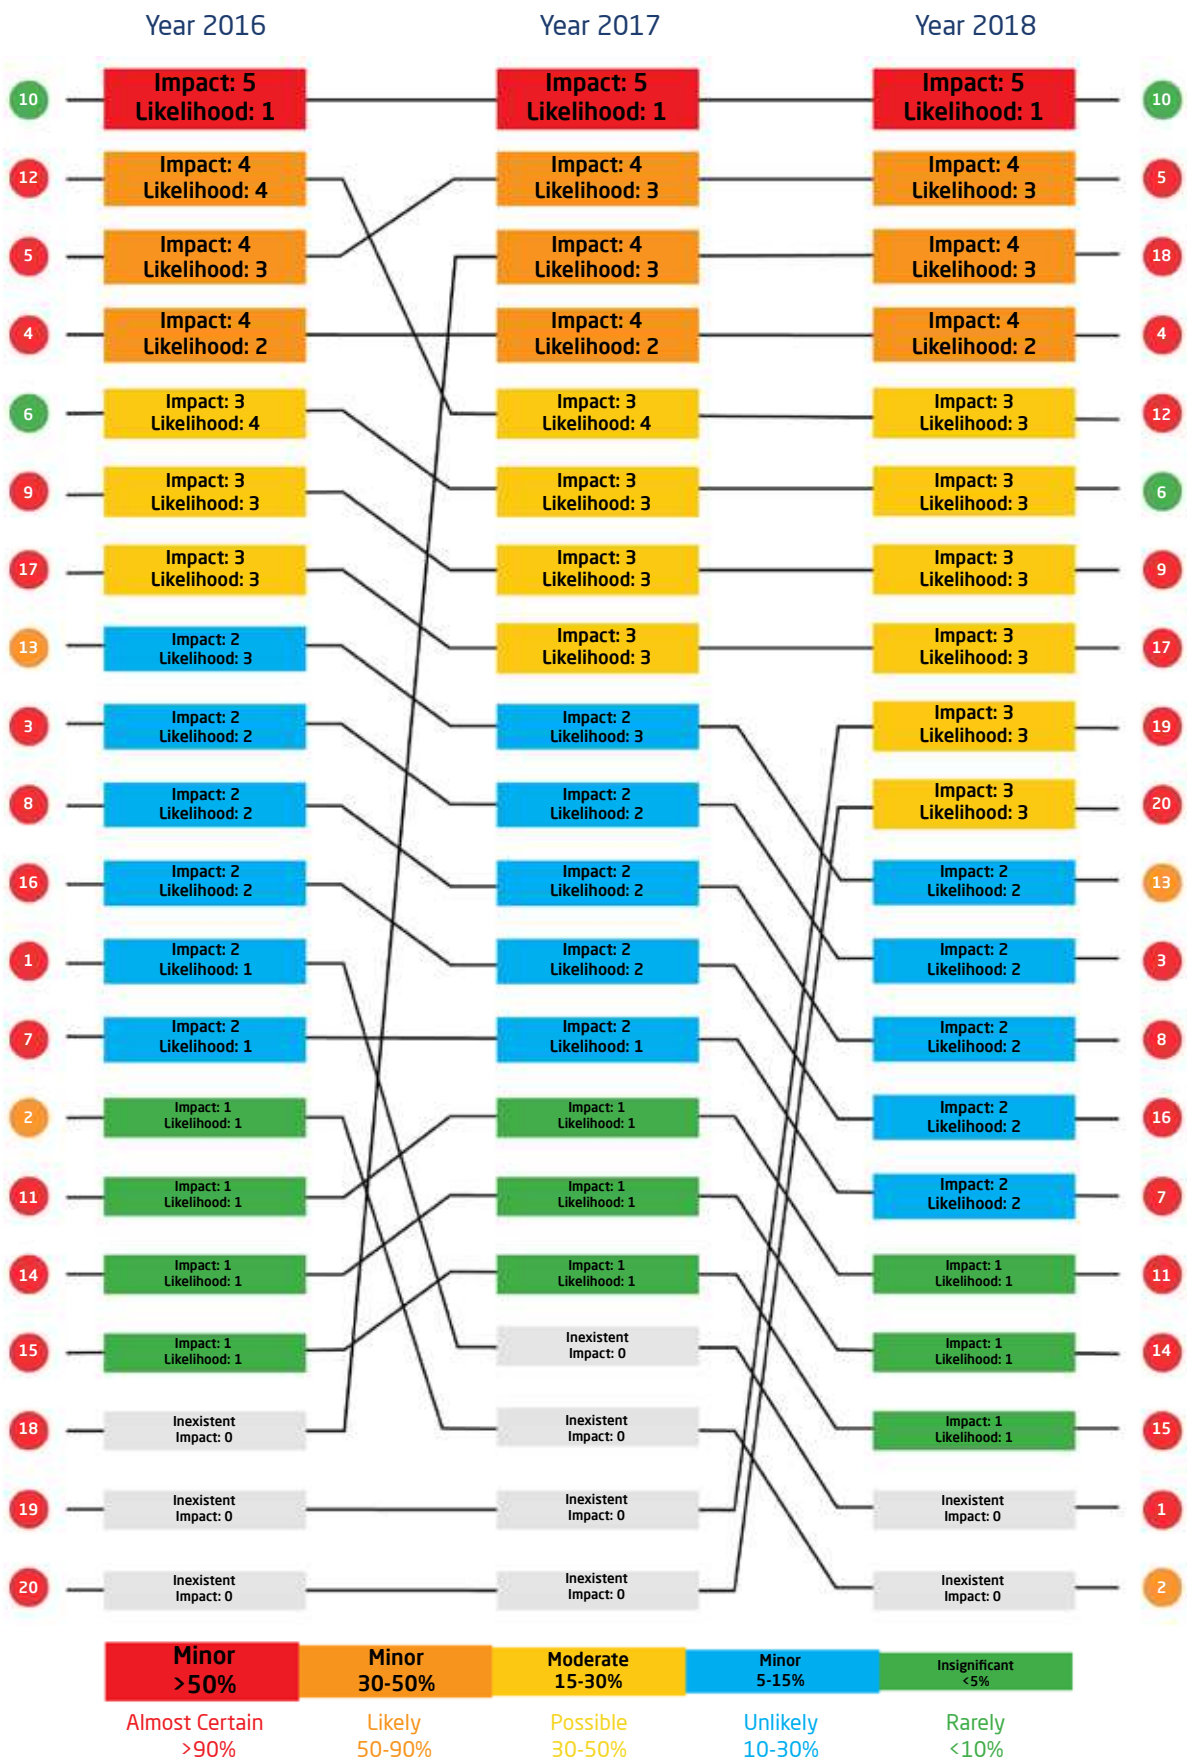 Year 2016 Year 2017 Year 2018
10 Impact: 5 Impact: 5 Impact: 5 10
Likelihood: 1 Likelihood: 1 Likelihood: 1
12 Impact: 4 Impact: 4 Impact: 4 5
Likelihood: 4 Likelihood: 3 Likelihood: 3
5 Impact: 4 Impact: 4 Impact: 4 18
Likelihood: 3 Likelihood: 3 Likelihood: 3
4 Impact: 4 Impact: 4 Impact: 4 4
Likelihood: 2 Likelihood: 2 Likelihood: 2
6 Impact: 3 Impact: 3 Impact: 3 12
Likelihood: 4 Likelihood: 4 Likelihood: 3
9 Impact: 3 Impact: 3 Impact: 3 6
Likelihood: 3 Likelihood: 3 Likelihood: 3
17 Impact: 3 Impact: 3 Impact: 3 9
Likelihood: 3 Likelihood: 3 Likelihood: 3
13 Impact: 2 Impact: 3 Impact: 3 17
Likelihood: 3 Likelihood: 3 Likelihood: 3
3 Impact: 2 Impact: 2 Impact: 3 19
Likelihood: 2 Likelihood: 3 Likelihood: 3
8 Impact: 2 Impact: 2 Impact: 3 20
Likelihood: 2 Likelihood: 2 Likelihood: 3
16 Impact: 2 Impact: 2 Impact: 2 13
Likelihood: 2 Likelihood: 2 Likelihood: 2
1 Impact: 2 Impact: 2 Impact: 2 3
Likelihood: 1 Likelihood: 2 Likelihood: 2
7 Impact: 2 Impact: 2 Impact: 2 8
Likelihood: 1 Likelihood: 1 Likelihood: 2
2 Impact: 1 Impact: 1 Impact: 2 16
Likelihood: 1 Likelihood: 1 Likelihood: 2
11 Impact: 1 Impact: 1 Impact: 2 7
Likelihood: 1 Likelihood: 1 Likelihood: 2
14 Impact: 1 Impact: 1 Impact: 1 11
Likelihood: 1 Likelihood: 1 Likelihood: 1
15 Impact: 1 Inexistent Impact: 1 14
Likelihood: 1 Impact: 0 Likelihood: 1
18 Inexistent Inexistent Impact: 1 15
Impact: 0 Impact: 0 Likelihood: 1
19 Inexistent Inexistent Inexistent 1
Impact: 0 Impact: 0 Impact: 0
20 Inexistent Inexistent Inexistent 2
Impact: 0 Impact: 0 Impact: 0
Minor Minor Moderate Minor Insignificant
>50% 30-50% 15-30% 5-15% <5%
Almost Certain Likely Possible Unlikely Rarely
>90% 50-90% 30-50% 10-30% <10%